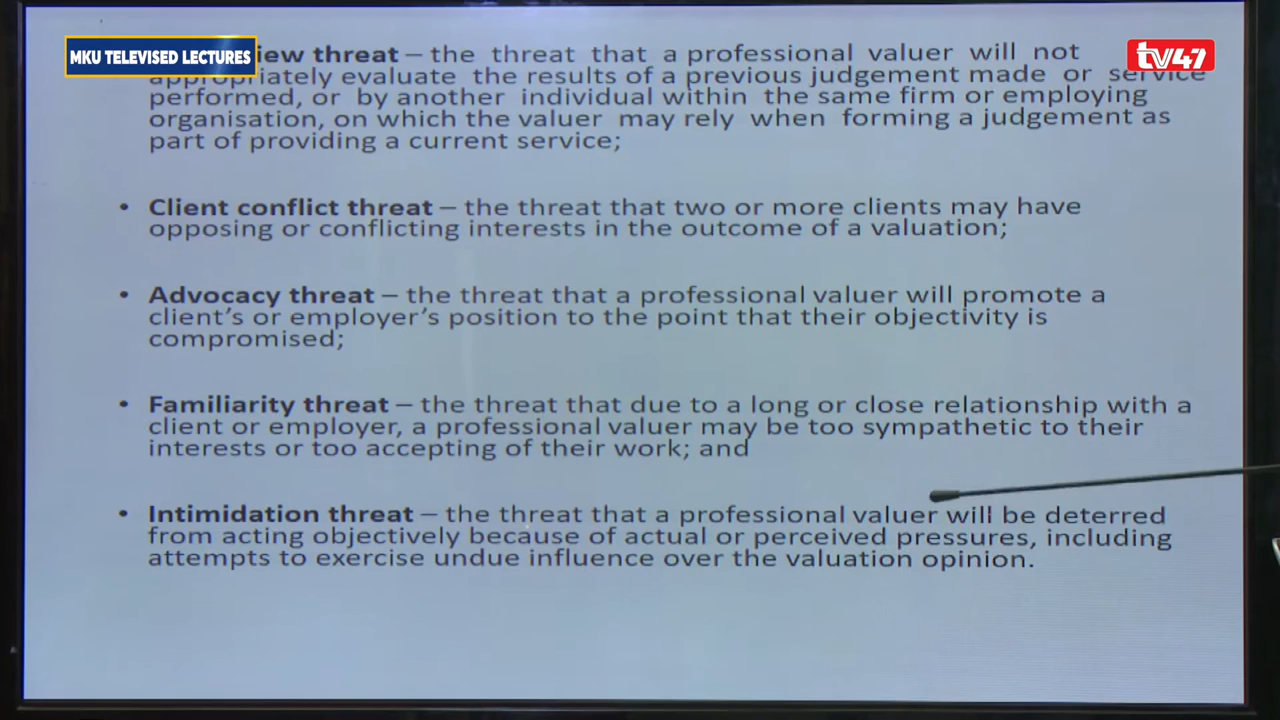 MKU TELEVISED LECTURES
tv47
iew threat – the threat that a professional valuer will not
appropriately evaluate the results of a previous judgement made or service
performed, or by another individual within the same firm or employing
organisation, on which the valuer may rely when forming a judgement as
part of providing a current service;
• Client conflict threat – the threat that two or more clients may have
opposing or conflicting interests in the outcome of a valuation;
• Advocacy threat – the threat that a professional valuer will promote a
client's or employer's position to the point that their objectivity is
compromised;
• Familiarity threat – the threat that due to a long or close relationship with a
client or employer, a professional valuer may be too sympathetic to their
interests or too accepting of their work; and
• Intimidation threat – the threat that a professional valuer will be deterred
from acting objectively because of actual or perceived pressures, including
attempts to exercise undue influence over the valuation opinion.